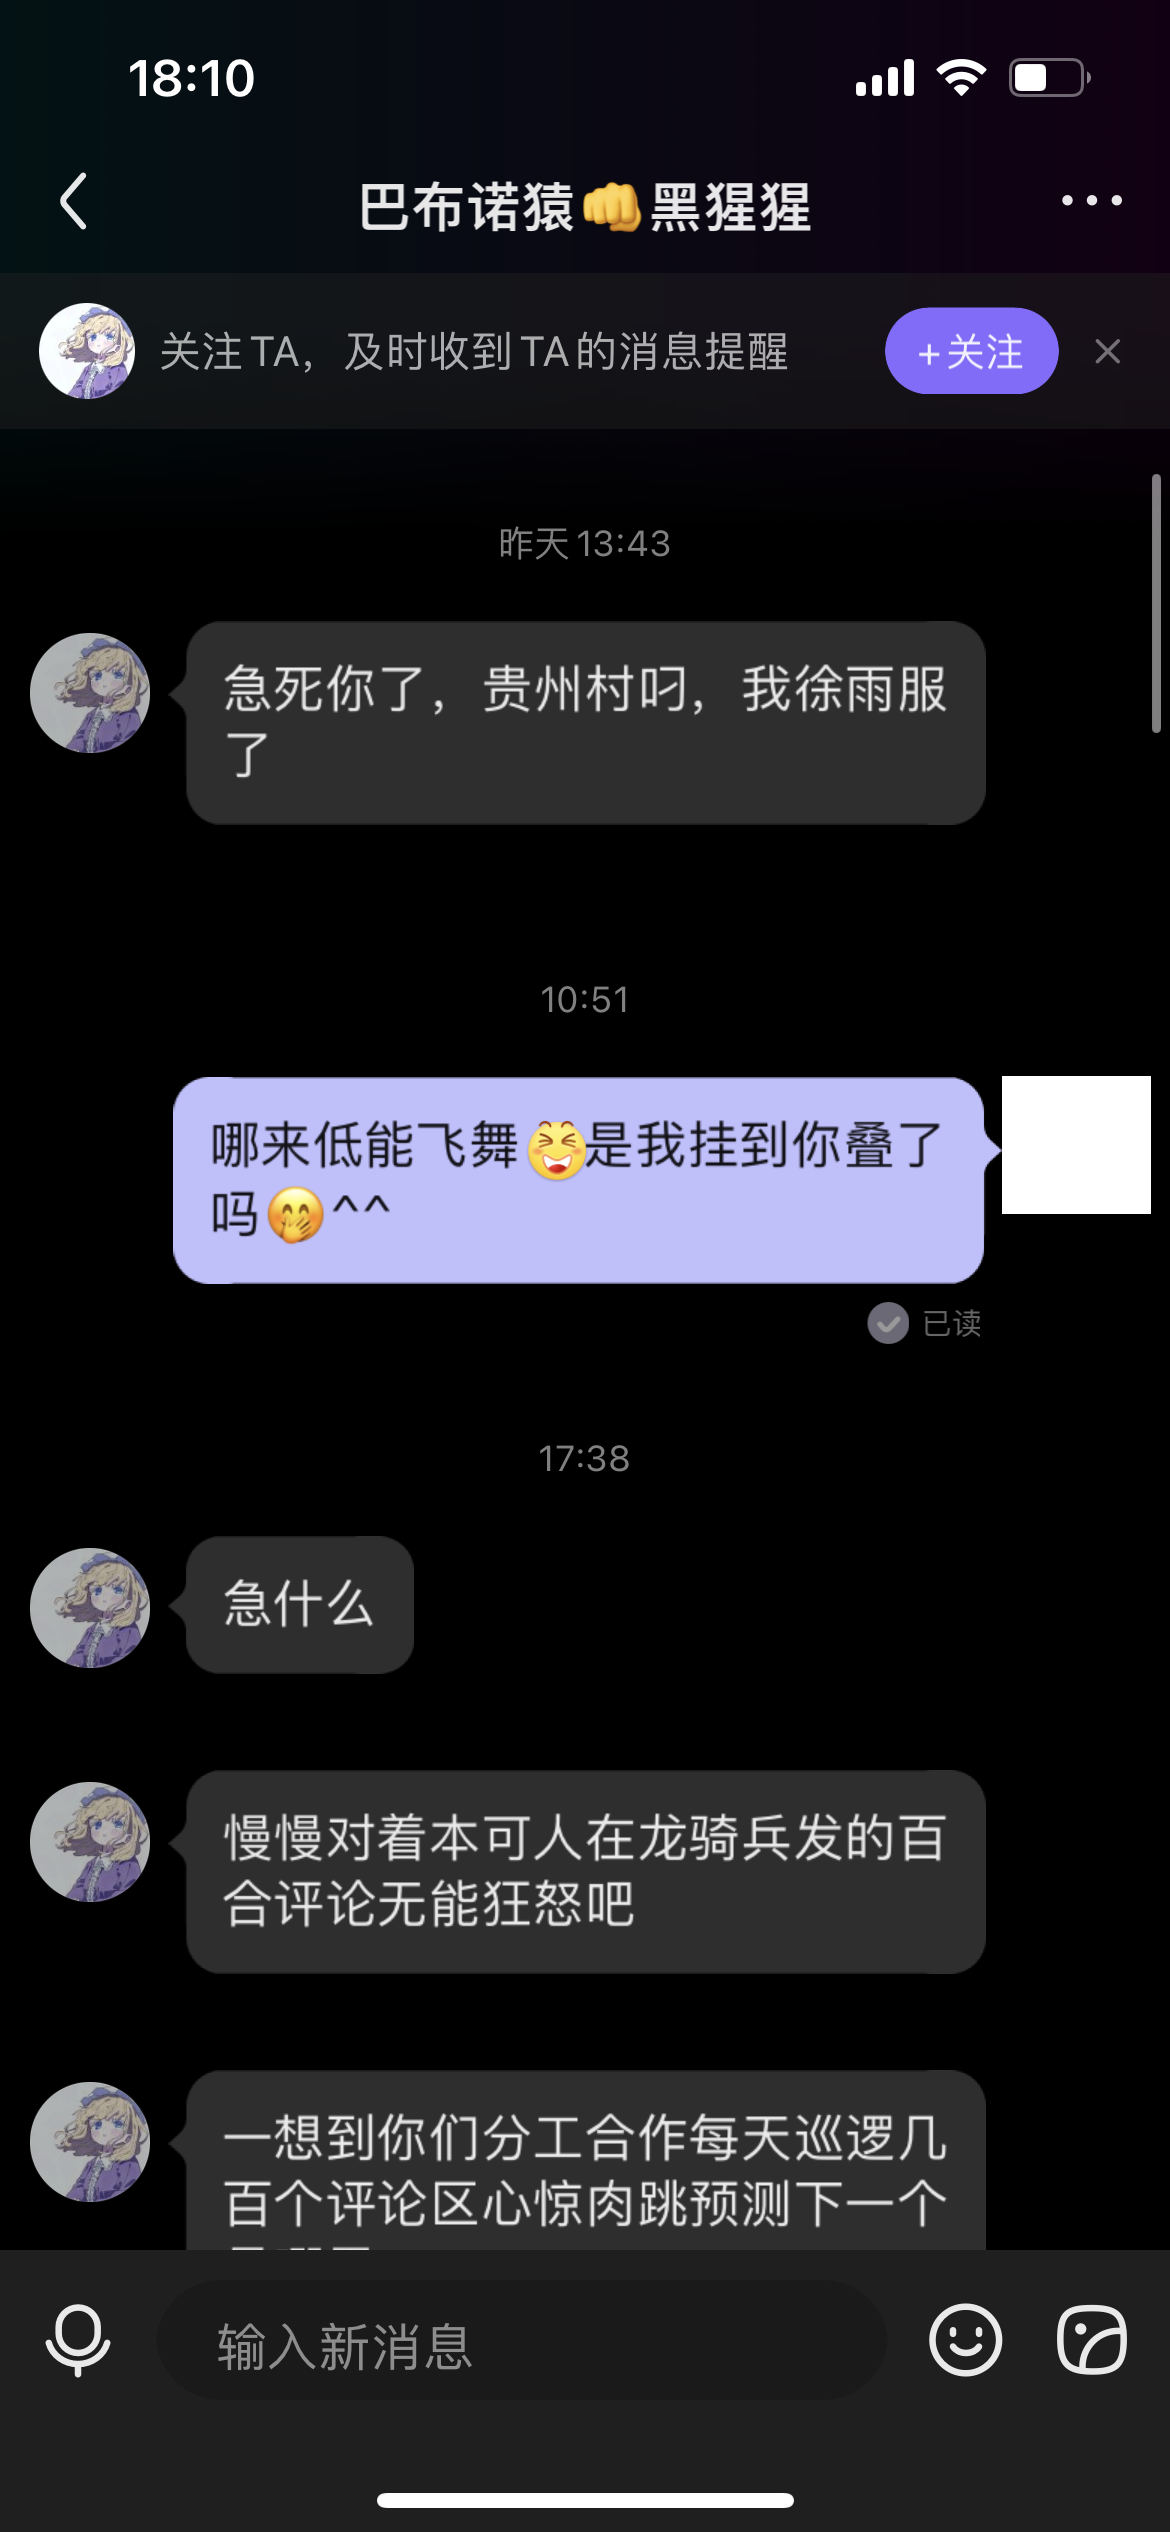 18:10
巴布诺猿👊黑猩猩
关注TA，及时收到TA的消息提醒
+关注
昨天 13:43
急死你了，贵州村叼，我徐雨服
了
10:51
哪来低能飞舞😆是我挂到你叠了
吗🤭^^
已读
17:38
急什么
慢慢对着本可人在龙骑兵发的百
合评论无能狂怒吧
一想到你们分工合作每天巡逻几
百个评论区心惊肉跳预测下一个
输入新消息